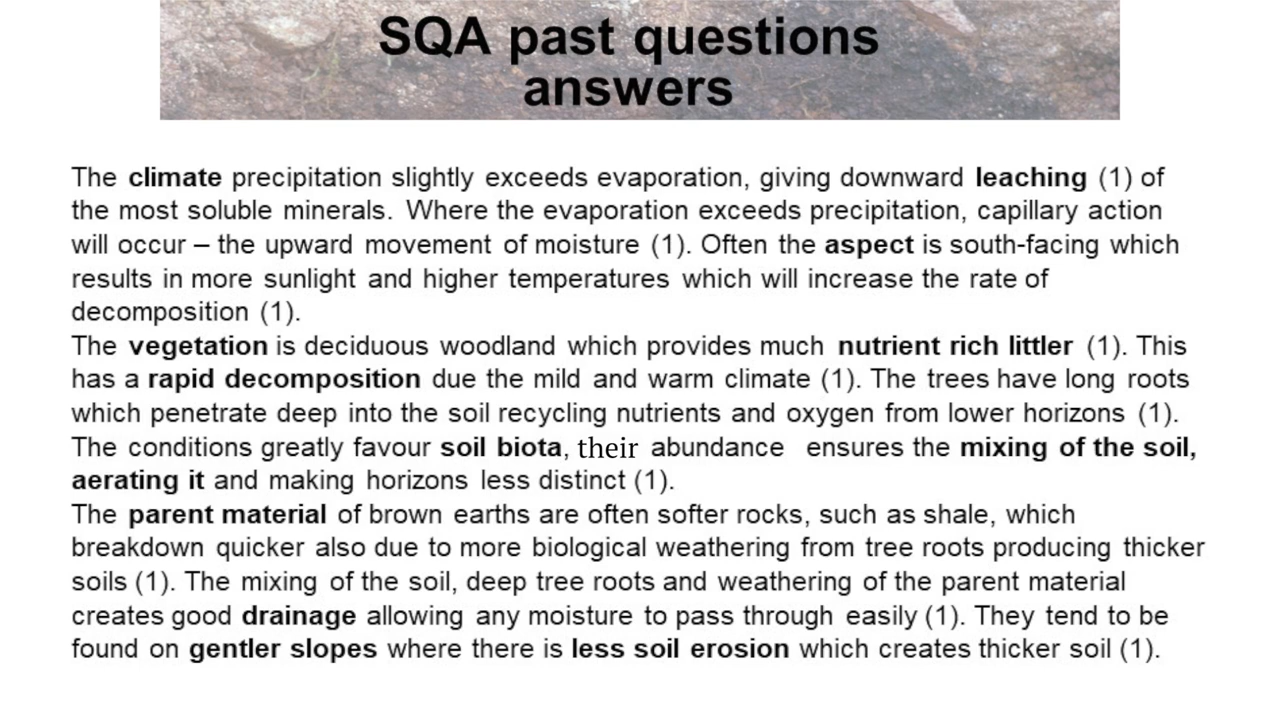 SQA past questions
answers
The climate precipitation slightly exceeds evaporation, giving downward leaching (1) of
the most soluble minerals. Where the evaporation exceeds precipitation, capillary action
will occur – the upward movement of moisture (1). Often the aspect is south-facing which
results in more sunlight and higher temperatures which will increase the rate of
decomposition (1).
The vegetation is deciduous woodland which provides much nutrient rich littler (1). This
has a rapid decomposition due the mild and warm climate (1). The trees have long roots
which penetrate deep into the soil recycling nutrients and oxygen from lower horizons (1).
The conditions greatly favour soil biota, their abundance ensures the mixing of the soil,
aerating it and making horizons less distinct (1).
The parent material of brown earths are often softer rocks, such as shale, which
breakdown quicker also due to more biological weathering from tree roots producing thicker
soils (1). The mixing of the soil, deep tree roots and weathering of the parent material
creates good drainage allowing any moisture to pass through easily (1). They tend to be
found on gentler slopes where there is less soil erosion which creates thicker soil (1).